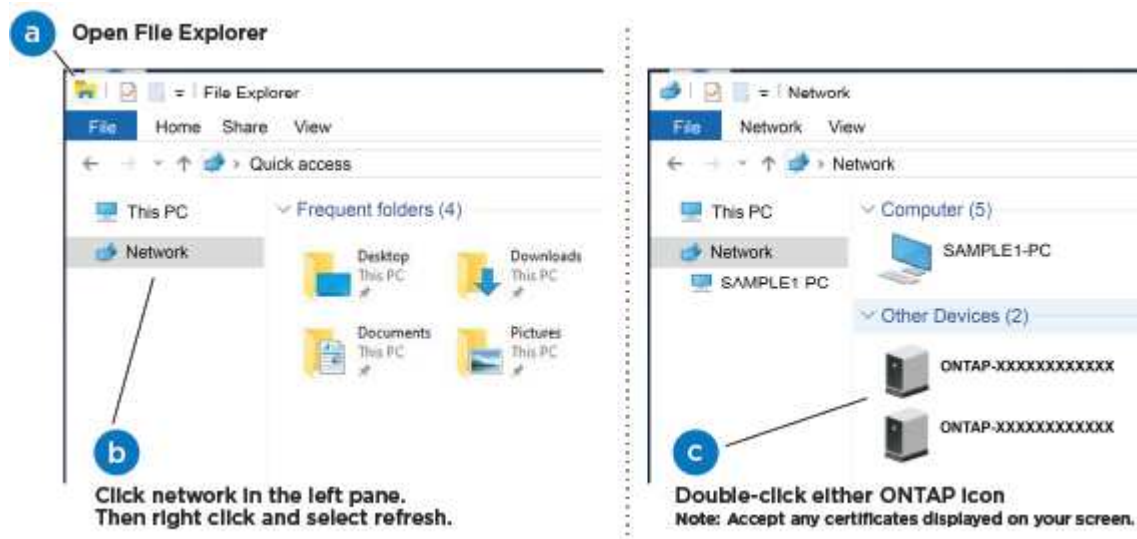 a Open File Explorer
File Explorer
File Home Share View
Quick access
This PC
Network
Frequent folders (4)
Desktop
This PC
Downloads
This PC
Documents
This PC
Pictures
This PC
b
Click network in the left pane.
Then right click and select refresh.
Network
File Network View
Network
This PC
Network
SAMPLE1 PC
Computer (5)
SAMPLE1-PC
Other Devices (2)
ONTAP-XXXXXXXXXXXX
ONTAP-XXXXXXXXXXXX
c
Double-click either ONTAP icon
Note: Accept any certificates displayed on your screen.